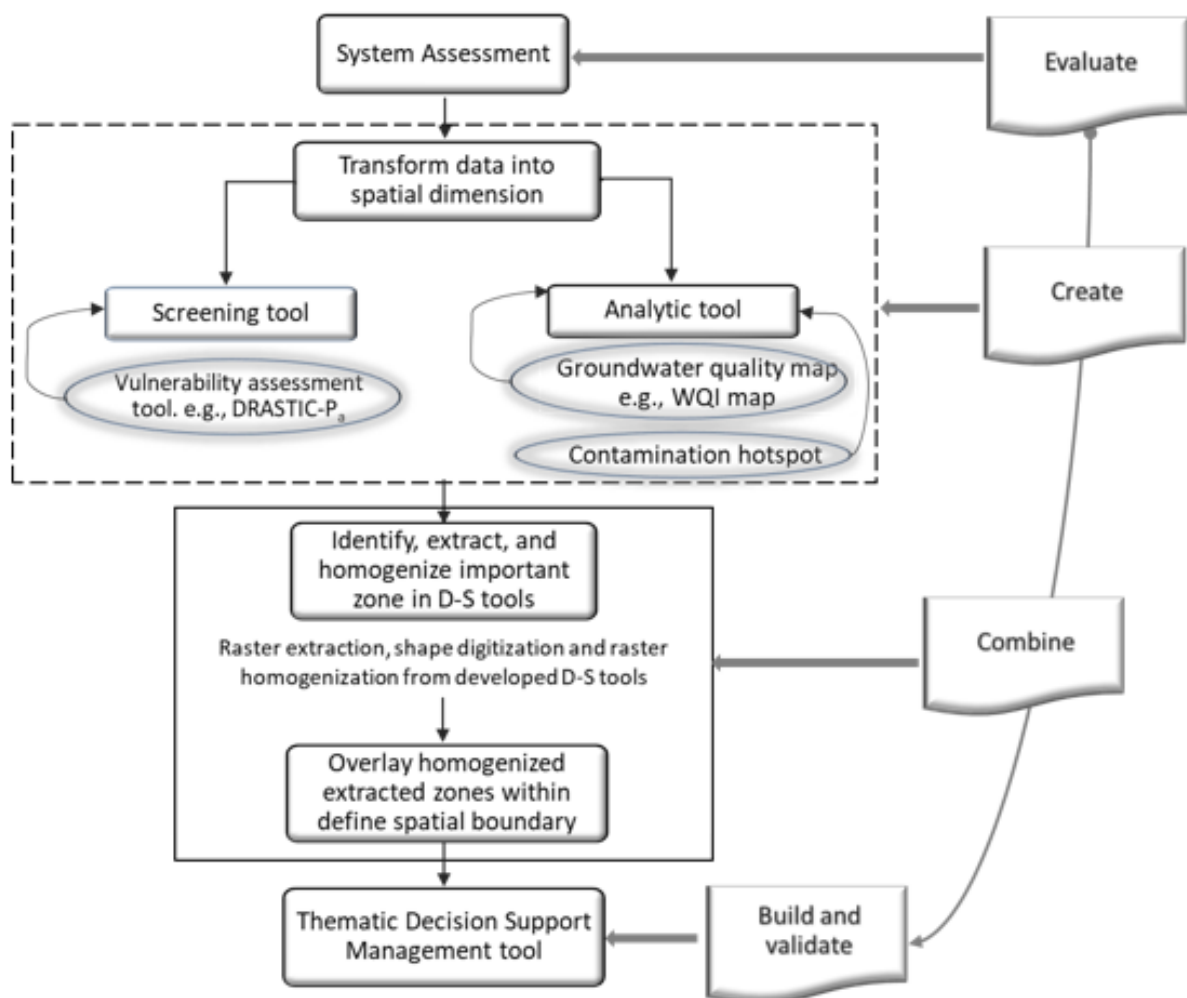 System Assessment
Evaluate
Transform data into
spatial dimension
Create
Screening tool
Analytic tool
Vulnerability assessment
tool. e.g., DRASTIC-Pa
Groundwater quality map
e.g., WQI map
Contamination hotspot
Identify, extract, and
homogenize important
zone in D-S tools
Raster extraction, shape digitization and raster
homogenization from developed D-S tools
Combine
Overlay homogenized
extracted zones within
define spatial boundary
Thematic Decision Support
Management tool
Build and
validate